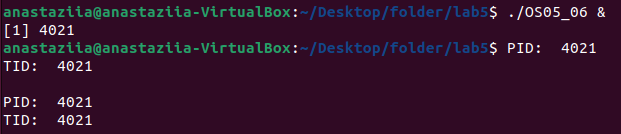 anastaziia@anastaziia-VirtualBox:~/Desktop/folder/lab5$ ./OS05_06 &
[1] 4021
anastaziia@anastaziia-VirtualBox:~/Desktop/folder/lab5$ PID:  4021
TID:  4021
PID:  4021
TID:  4021